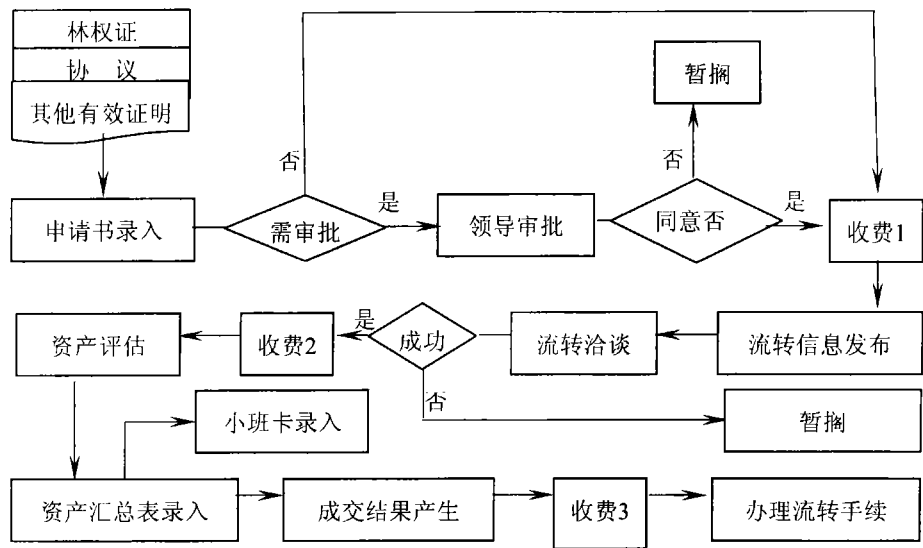 林权证
协 议
其他有效证明
暂搁
否
否
申请书录入
需审批
是
领导审批
同意否
是
收费1
资产评估
收费2
是
成功
流转洽谈
流转信息发布
否
小班卡录入
暂搁
资产汇总表录入
成交结果产生
收费3
办理流转手续